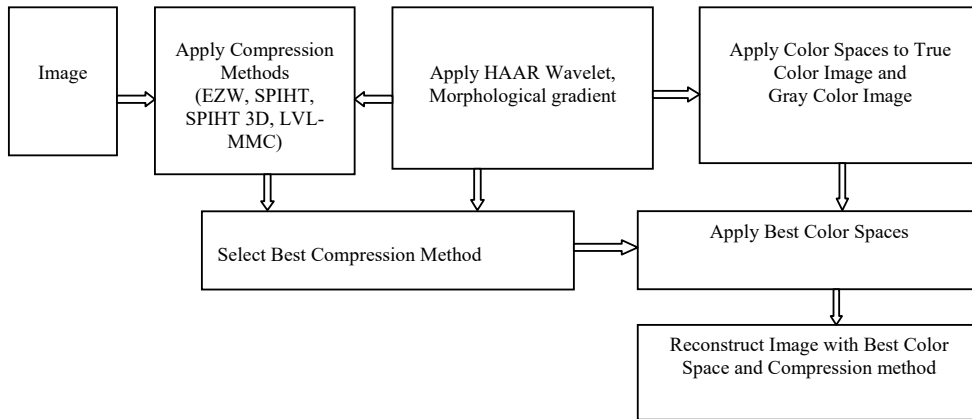 Image
Apply Compression
Methods
(EZW, SPIHT,
SPIHT 3D, LVL-
MMC)
Apply HAAR Wavelet,
Morphological gradient
Apply Color Spaces to True
Color Image and
Gray Color Image
Select Best Compression Method
Apply Best Color Spaces
Reconstruct Image with Best Color
Space and Compression method